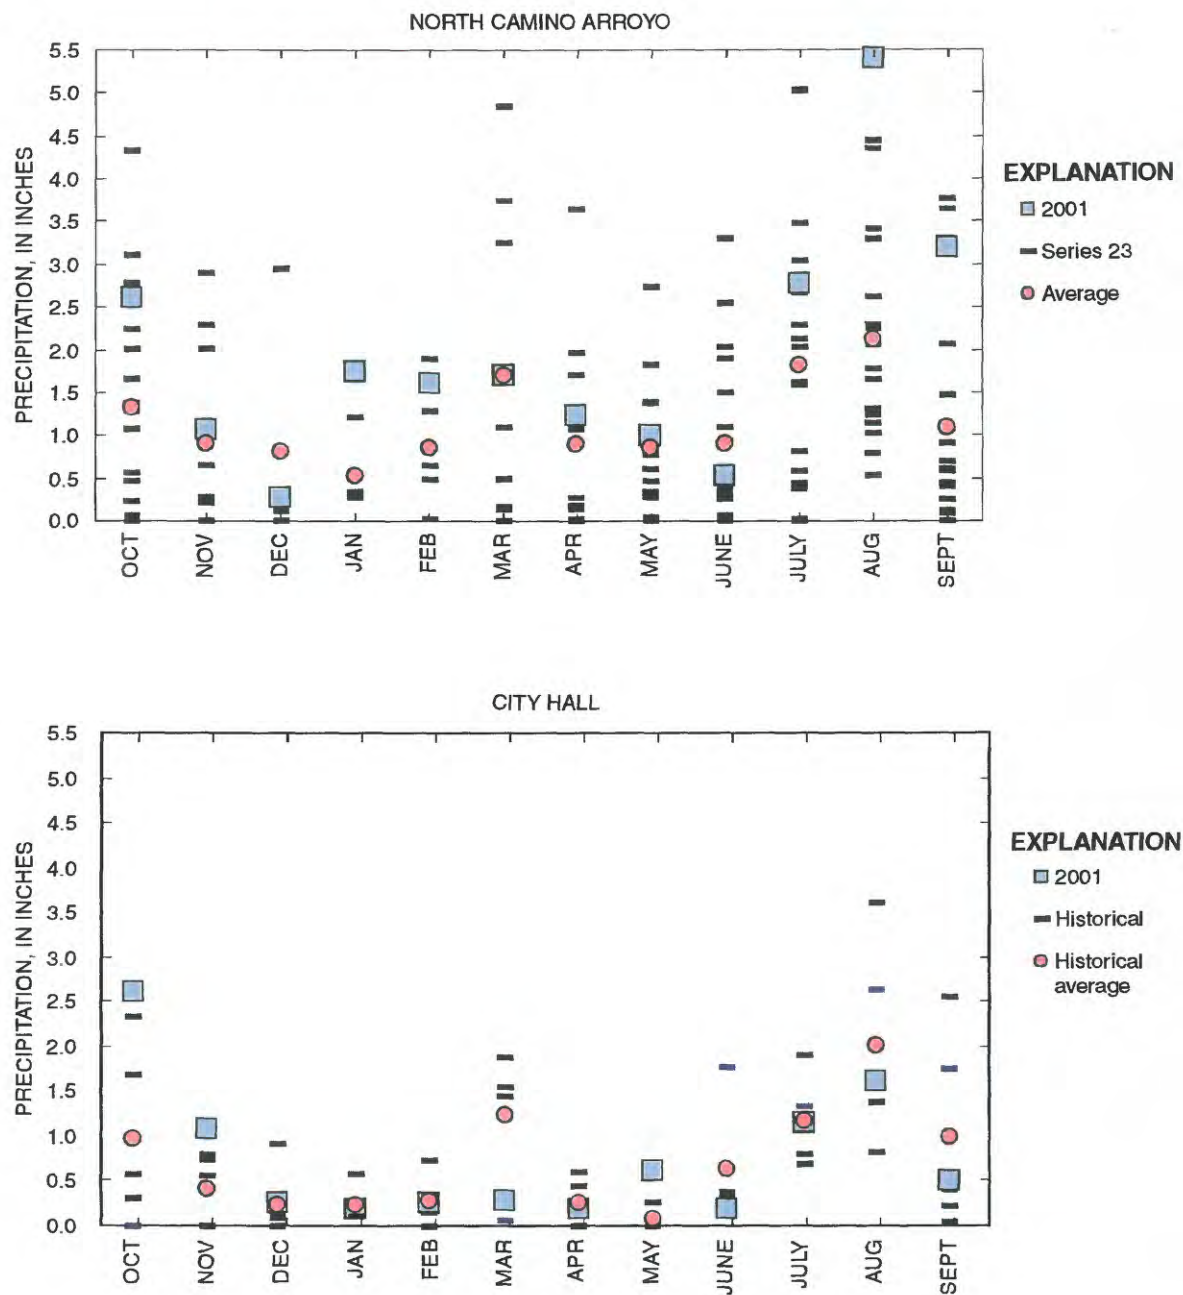 NORTH CAMINO ARROYO
PRECIPITATION, IN INCHES
5.5
5.0
4.5
4.0
3.5
3.0
2.5
2.0
1.5
1.0
0.5
0.0
OCT
NOV
DEC
JAN
FEB
MAR
APR
MAY
JUNE
JULY
AUG
SEPT
EXPLANATION
2001
Series 23
Average
CITY HALL
PRECIPITATION, IN INCHES
5.5
5.0
4.5
4.0
3.5
3.0
2.5
2.0
1.5
1.0
0.5
0.0
OCT
NOV
DEC
JAN
FEB
MAR
APR
MAY
JUNE
JULY
AUG
SEPT
EXPLANATION
2001
Historical
Historical
average